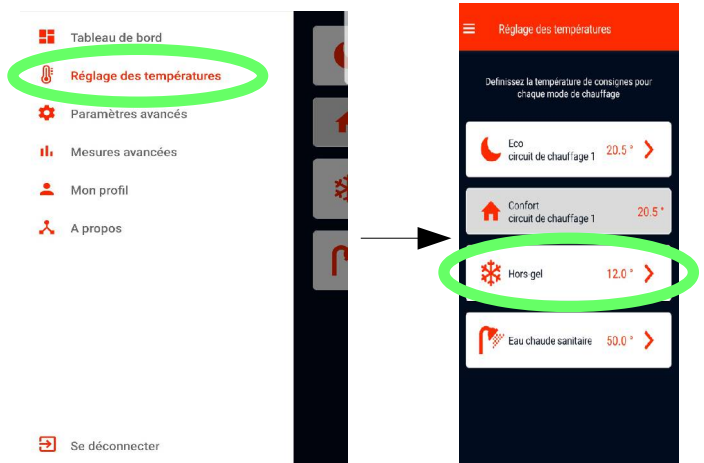 Tableau de bord
Réglage des températures
Paramètres avancés
Mesures avancées
Mon profil
A propos
Se déconnecter
Réglage des températures
Definissez la température de consignes pour
chaque mode de chauffage
Eco
circuit de chauffage 1
20.5 °
Confort
circuit de chauffage 1
20.5 °
Hors gel
12.0 °
Eau chaude sanitaire
50.0 °